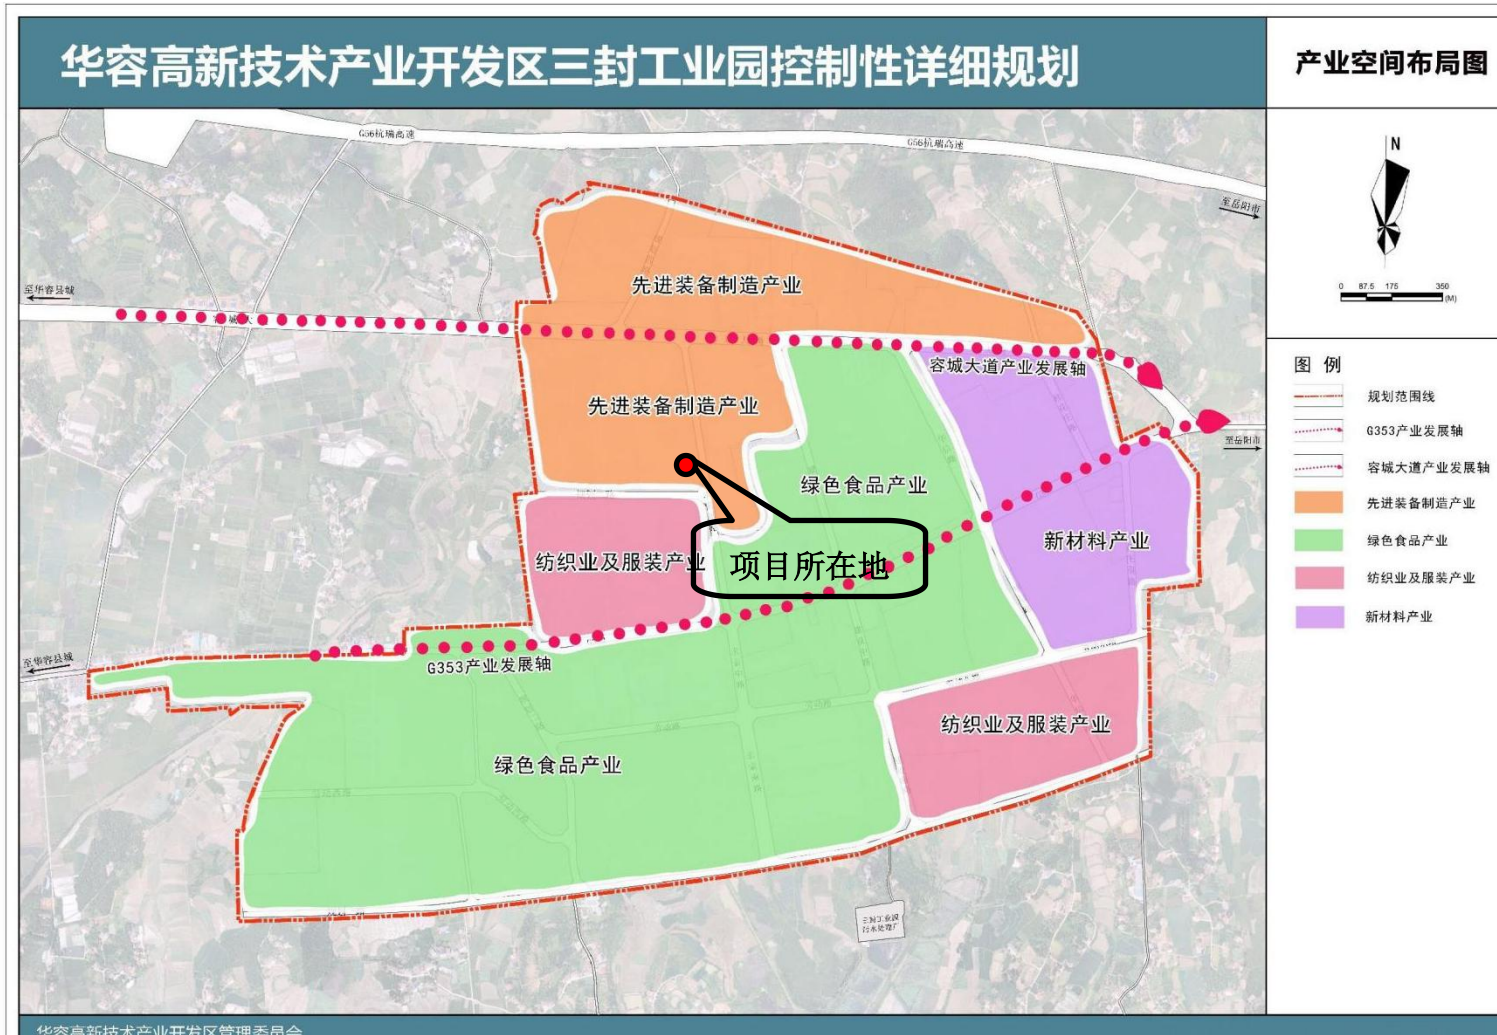 华容高新技术产业开发区三封工业园控制性详细规划
产业空间布局图
G56杭瑞高速
G56杭瑞高速
至岳阳市
N
0 87.5 175 350
(M)
至华容县城
先进装备制造产业
容城大道产业发展轴
先进装备制造产业
至岳阳市
绿色食品产业
新材料产业
纺织业及服装产业
项目所在地
至华容县城
G353产业发展轴
纺织业及服装产业
绿色食品产业
三封工业园
污水处理厂
图 例
规划范围线
G353产业发展轴
容城大道产业发展轴
先进装备制造产业
绿色食品产业
纺织业及服装产业
新材料产业
华容高新技术产业开发区管理委员会